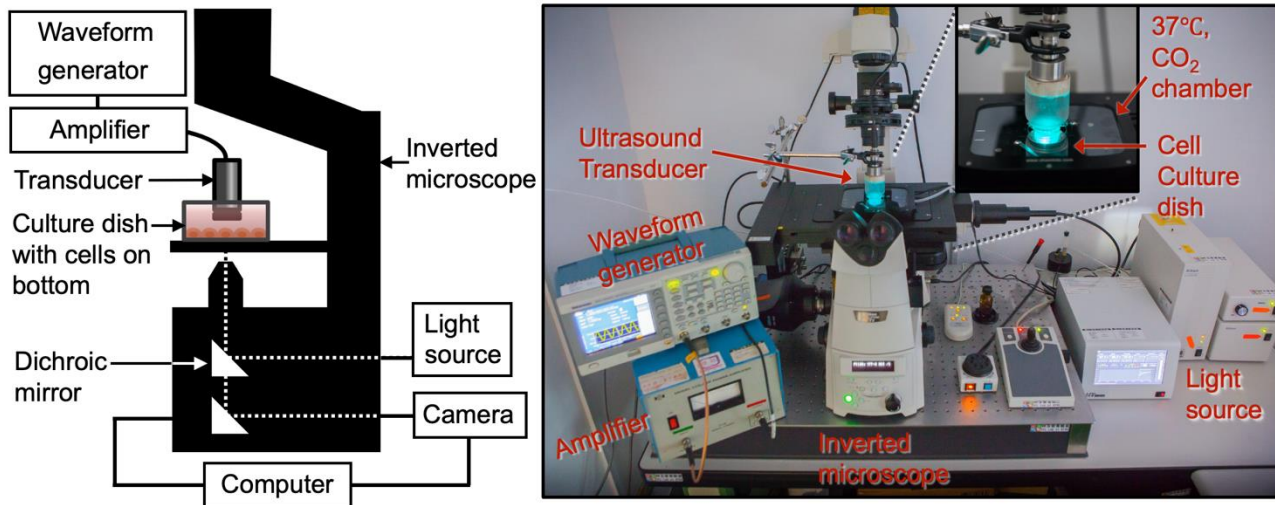 Waveform
generator
Amplifier
Transducer
Culture dish
with cells on
bottom
Dichroic
mirror
Inverted
microscope
Light
source
Camera
Computer
37℃,
CO₂
chamber
Cell
Culture
dish
Ultrasound
Transducer
Waveform
generator
Amplifier
Inverted
microscope
Light
source